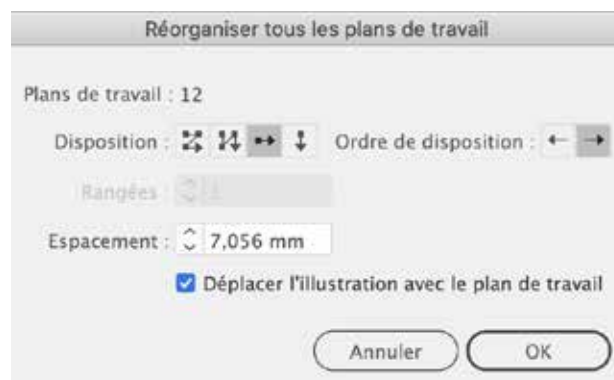 Réorganiser tous les plans de travail
Plans de travail : 12
Disposition : Ordre de disposition :
Rangées : 1
Espacement : 7,056 mm
Déplacer l'illustration avec le plan de travail
Annuler OK